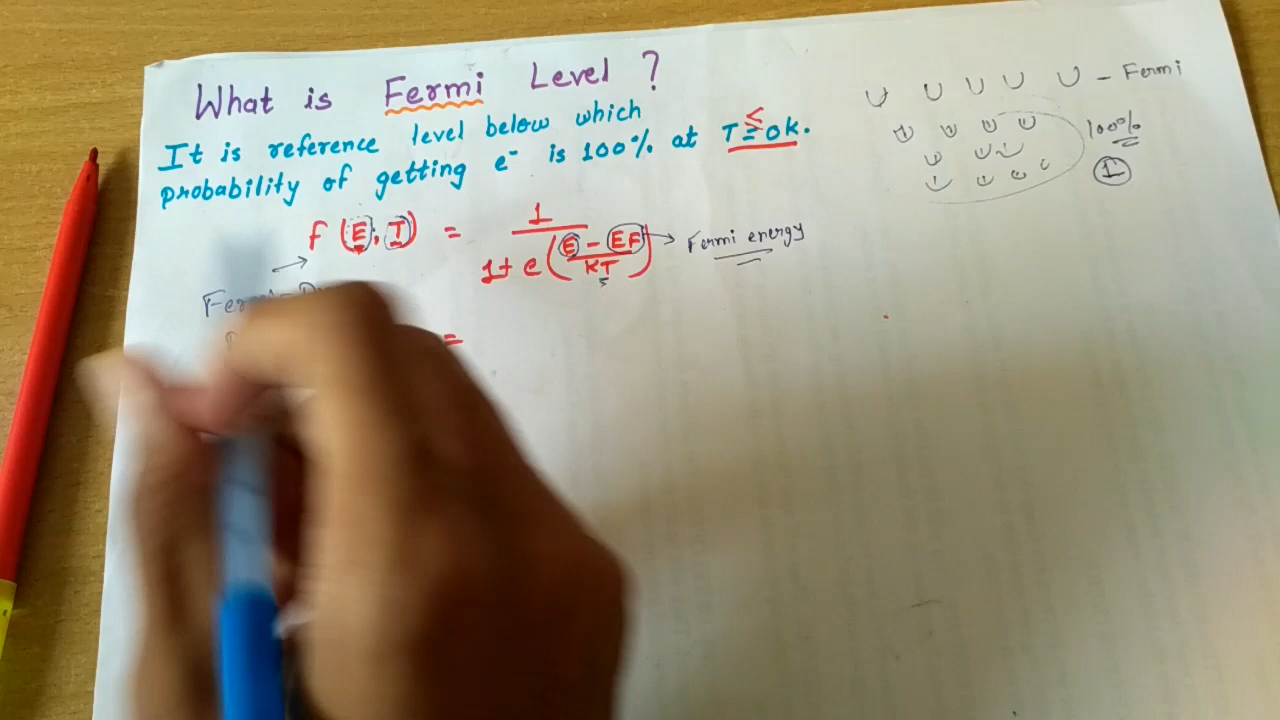 What is Fermi Level ?
It is reference level below which
probability of getting e⁻ is 100% at T ≤ = 0k.
f (E, T) = 1 / 1 + e ( E - EF / KT ) → Fermi energy
=
- Fermi
100%
1